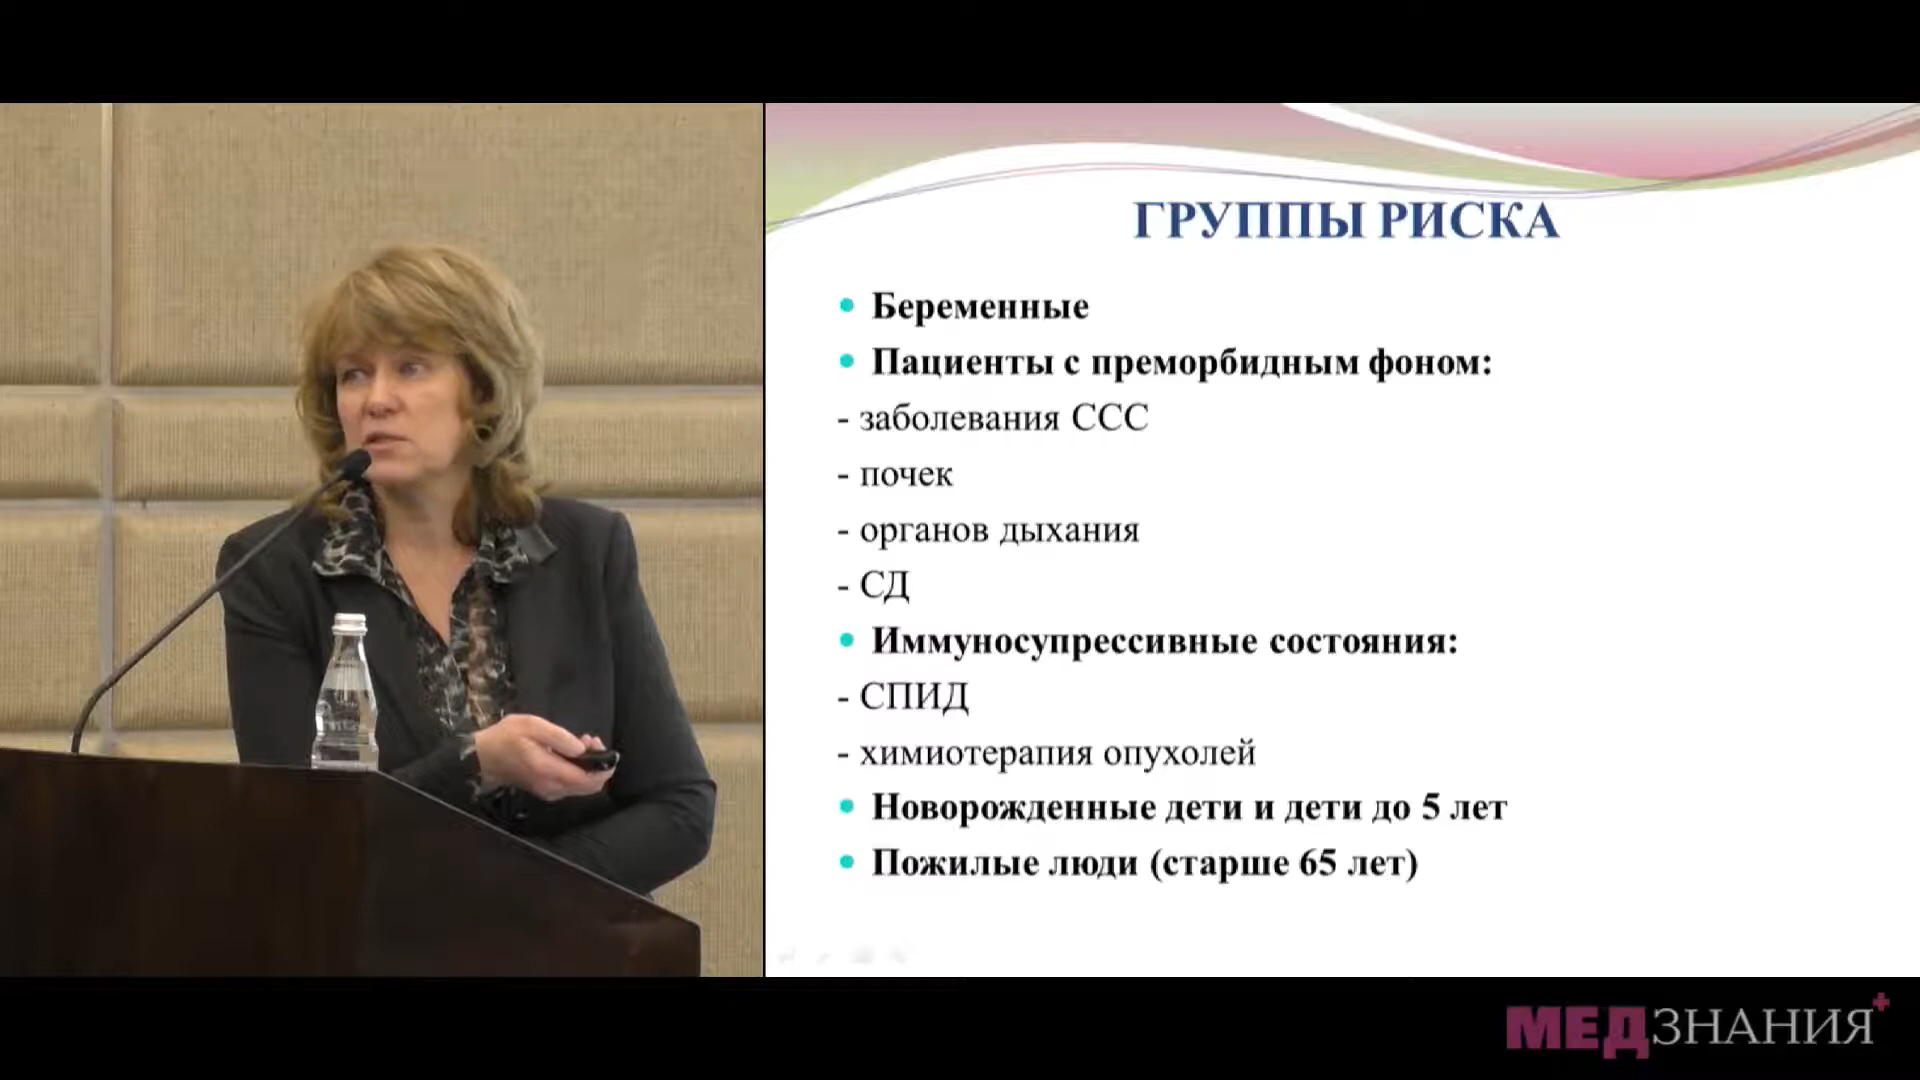 ГРУППЫ РИСКА
• Беременные
• Пациенты с преморбидным фоном:
- заболевания ССС
- почек
- органов дыхания
- СД
• Иммуносупрессивные состояния:
- СПИД
- химиотерапия опухолей
• Новорожденные дети и дети до 5 лет
• Пожилые люди (старше 65 лет)
МЕДЗНАНИЯ+